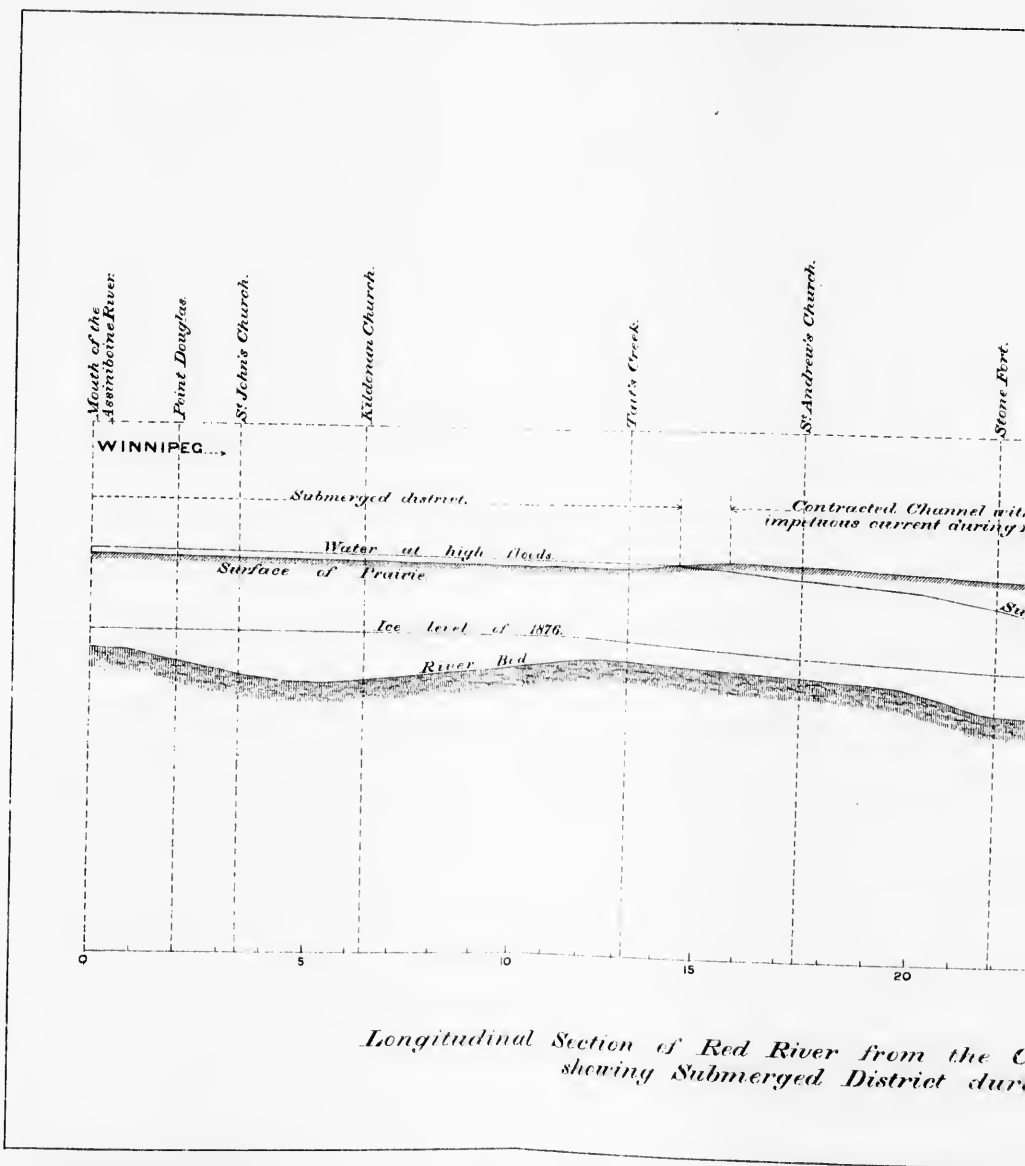 Mouth of the
Assiniboine River.
Point Douglas.
St John's Church.
Kildonan Church.
Tait's Creek.
St Andrew's Church.
Stone Fort.
WINNIPEG
Submerged district.
Contracted Channel with
impetuous current during
Water at high floods.
Surface of Prairie
Ice level of 1876.
River Bed
0 5 10 15 20
Longitudinal Section of Red River from the
shewing Submerged District